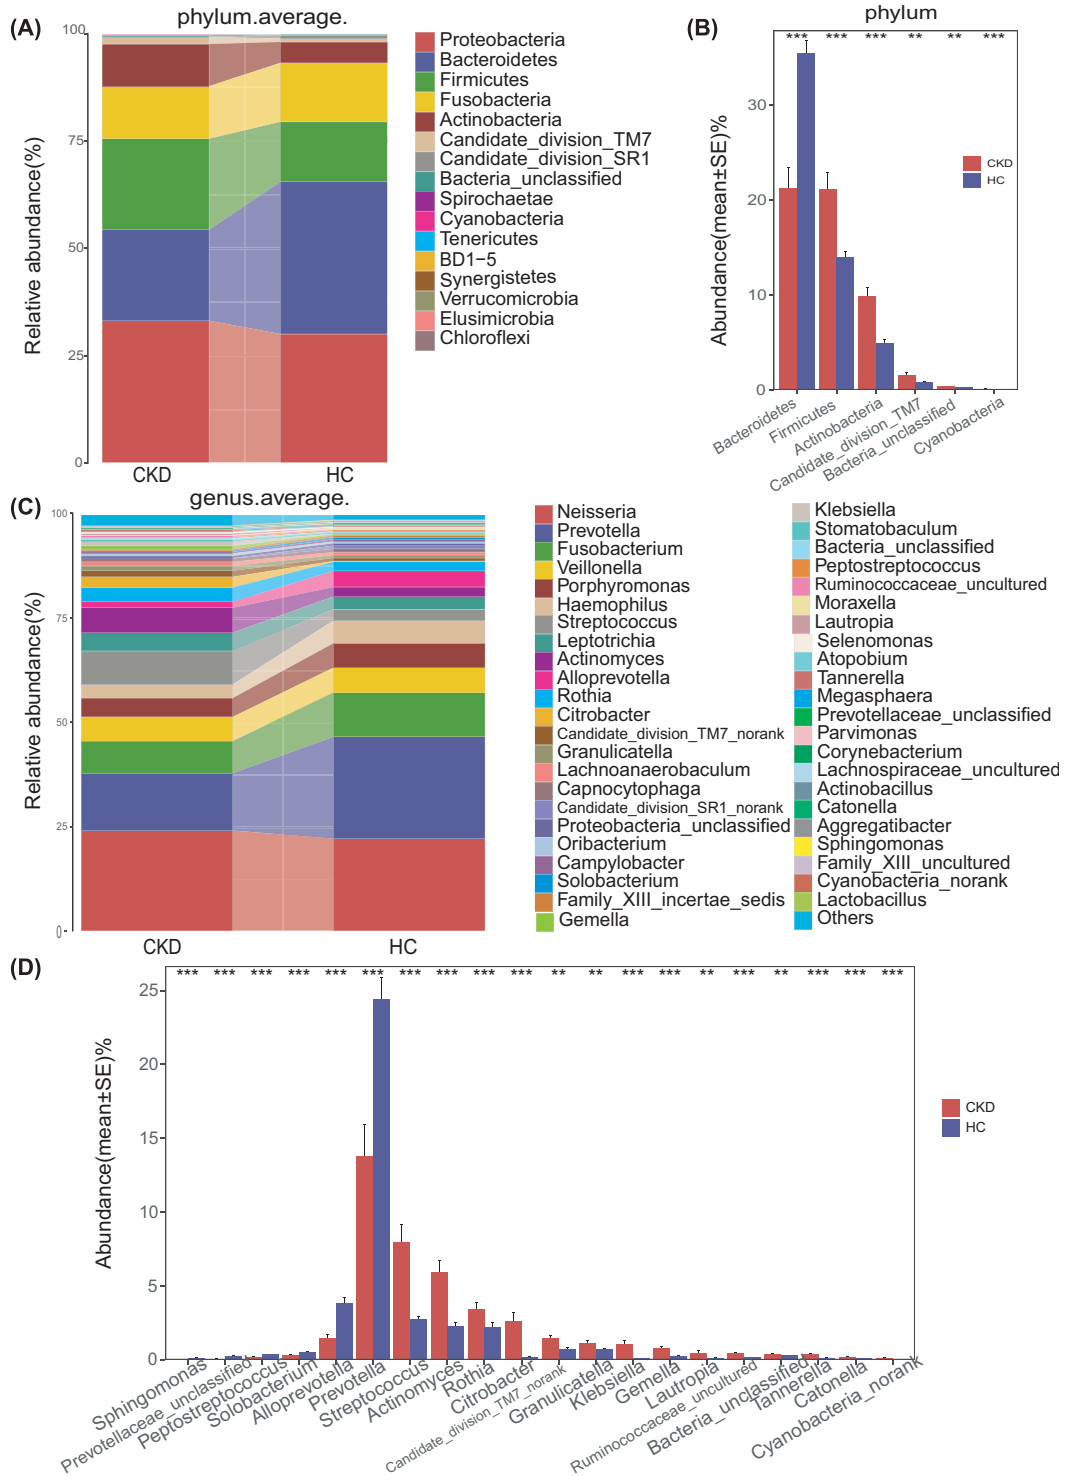 (A)
phylum.average.
100
75
50
25
0
Relative abundance(%)
CKD
HC
Proteobacteria
Bacteroidetes
Firmicutes
Fusobacteria
Actinobacteria
Candidate_division_TM7
Candidate_division_SR1
Bacteria_unclassified
Spirochaetae
Cyanobacteria
Tenericutes
BD1−5
Synergistetes
Verrucomicrobia
Elusimicrobia
Chloroflexi
(B)
phylum
*** *** *** ** ** ***
30
20
10
0
Abundance(mean±SE)%
CKD
HC
Bacteroidetes
Firmicutes
Actinobacteria
Candidate_division_TM7
Bacteria_unclassified
Cyanobacteria
(C)
genus.average.
100
75
50
25
0
Relative abundance(%)
CKD
HC
Neisseria
Prevotella
Fusobacterium
Veillonella
Porphyromonas
Haemophilus
Streptococcus
Leptotrichia
Actinomyces
Alloprevotella
Rothia
Citrobacter
Candidate_division_TM7_norank
Granulicatella
Lachnoanaerobaculum
Capnocytophaga
Candidate_division_SR1_norank
Proteobacteria_unclassified
Oribacterium
Campylobacter
Solobacterium
Family_XIII_incertae_sedis
Gemella
Klebsiella
Stomatobaculum
Bacteria_unclassified
Peptostreptococcus
Ruminococcaceae_uncultured
Moraxella
Lautropia
Selenomonas
Atopobium
Tannerella
Megasphaera
Prevotellaceae_unclassified
Parvimonas
Corynebacterium
Lachnospiraceae_uncultured
Actinobacillus
Catonella
Aggregatibacter
Sphingomonas
Family_XIII_uncultured
Cyanobacteria_norank
Lactobacillus
Others
(D)
*** *** *** *** *** *** *** *** *** *** ** ** *** *** ** *** ** *** *** ***
25
20
15
10
5
0
Abundance(mean±SE)%
CKD
HC
Sphingomonas
Prevotellaceae_unclassified
Peptostreptococcus
Solobacterium
Alloprevotella
Prevotella
Streptococcus
Actinomyces
Rothia
Citrobacter
Candidate_division_TM7_norank
Granulicatella
Klebsiella
Gemella
Lautropia
Ruminococcaceae_uncultured
Bacteria_unclassified
Tannerella
Catonella
Cyanobacteria_norank